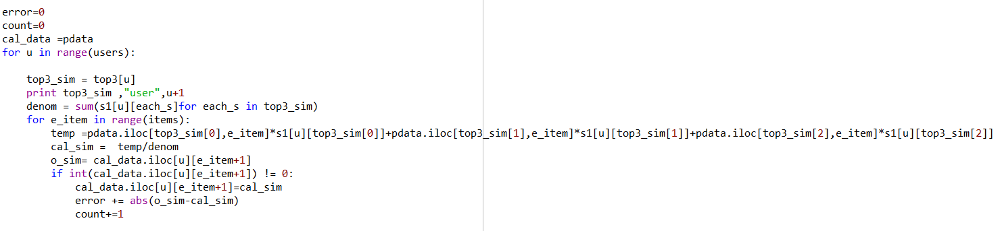 error=0
count=0
cal_data =pdata
for u in range(users):
    top3_sim = top3[u]
    print top3_sim ,"user",u+1
    denom = sum(s1[u][each_s]for each_s in top3_sim)
    for e_item in range(items):
        temp =pdata.iloc[top3_sim[0],e_item]*s1[u][top3_sim[0]]+pdata.iloc[top3_sim[1],e_item]*s1[u][top3_sim[1]]+pdata.iloc[top3_sim[2],e_item]*s1[u][top3_sim[2]]
        cal_sim =  temp/denom
        o_sim= cal_data.iloc[u][e_item+1]
        if int(cal_data.iloc[u][e_item+1]) != 0:
            cal_data.iloc[u][e_item+1]=cal_sim
            error += abs(o_sim-cal_sim)
            count+=1